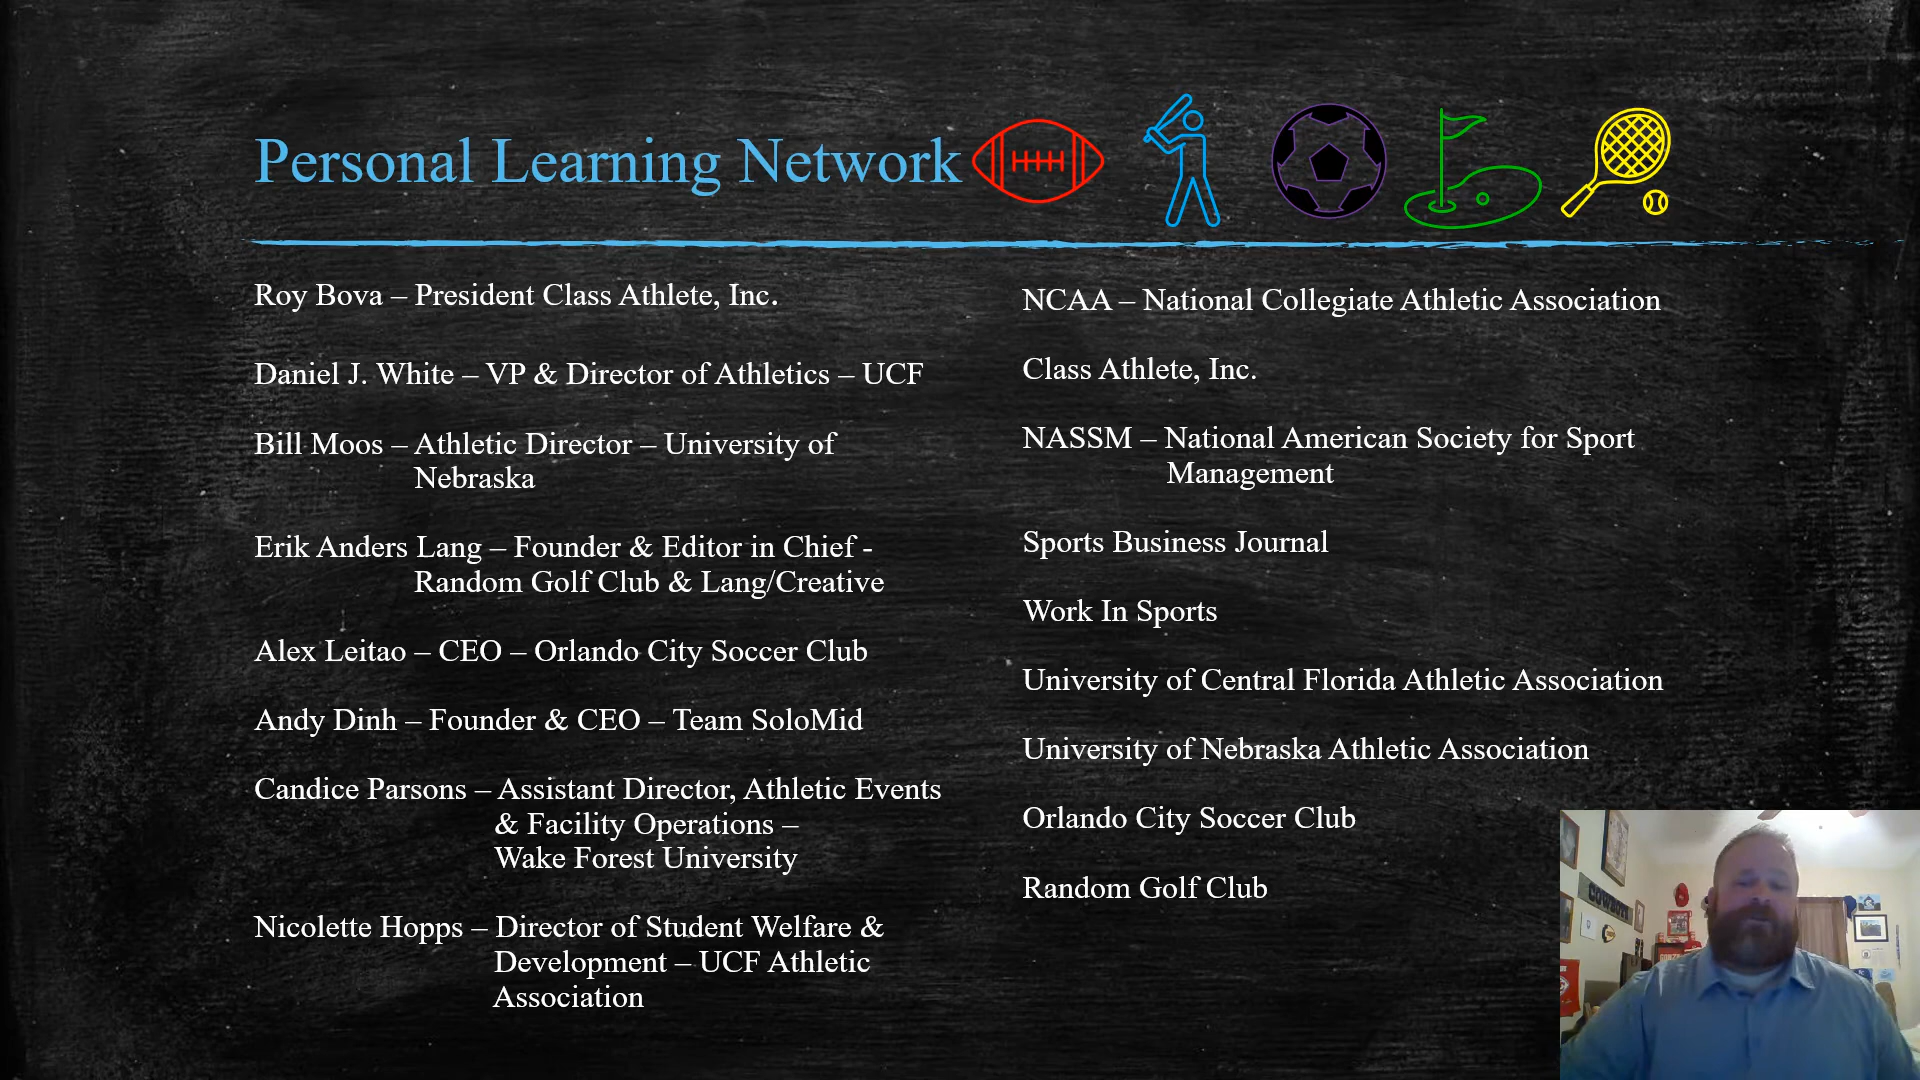 Personal Learning Network
Roy Bova – President Class Athlete, Inc.
Daniel J. White – VP & Director of Athletics – UCF
Bill Moos – Athletic Director – University of
Nebraska
Erik Anders Lang – Founder & Editor in Chief -
Random Golf Club & Lang/Creative
Alex Leitao – CEO – Orlando City Soccer Club
Andy Dinh – Founder & CEO – Team SoloMid
Candice Parsons – Assistant Director, Athletic Events
& Facility Operations –
Wake Forest University
Nicolette Hopps – Director of Student Welfare &
Development – UCF Athletic
Association
NCAA – National Collegiate Athletic Association
Class Athlete, Inc.
NASSM – National American Society for Sport
Management
Sports Business Journal
Work In Sports
University of Central Florida Athletic Association
University of Nebraska Athletic Association
Orlando City Soccer Club
Random Golf Club